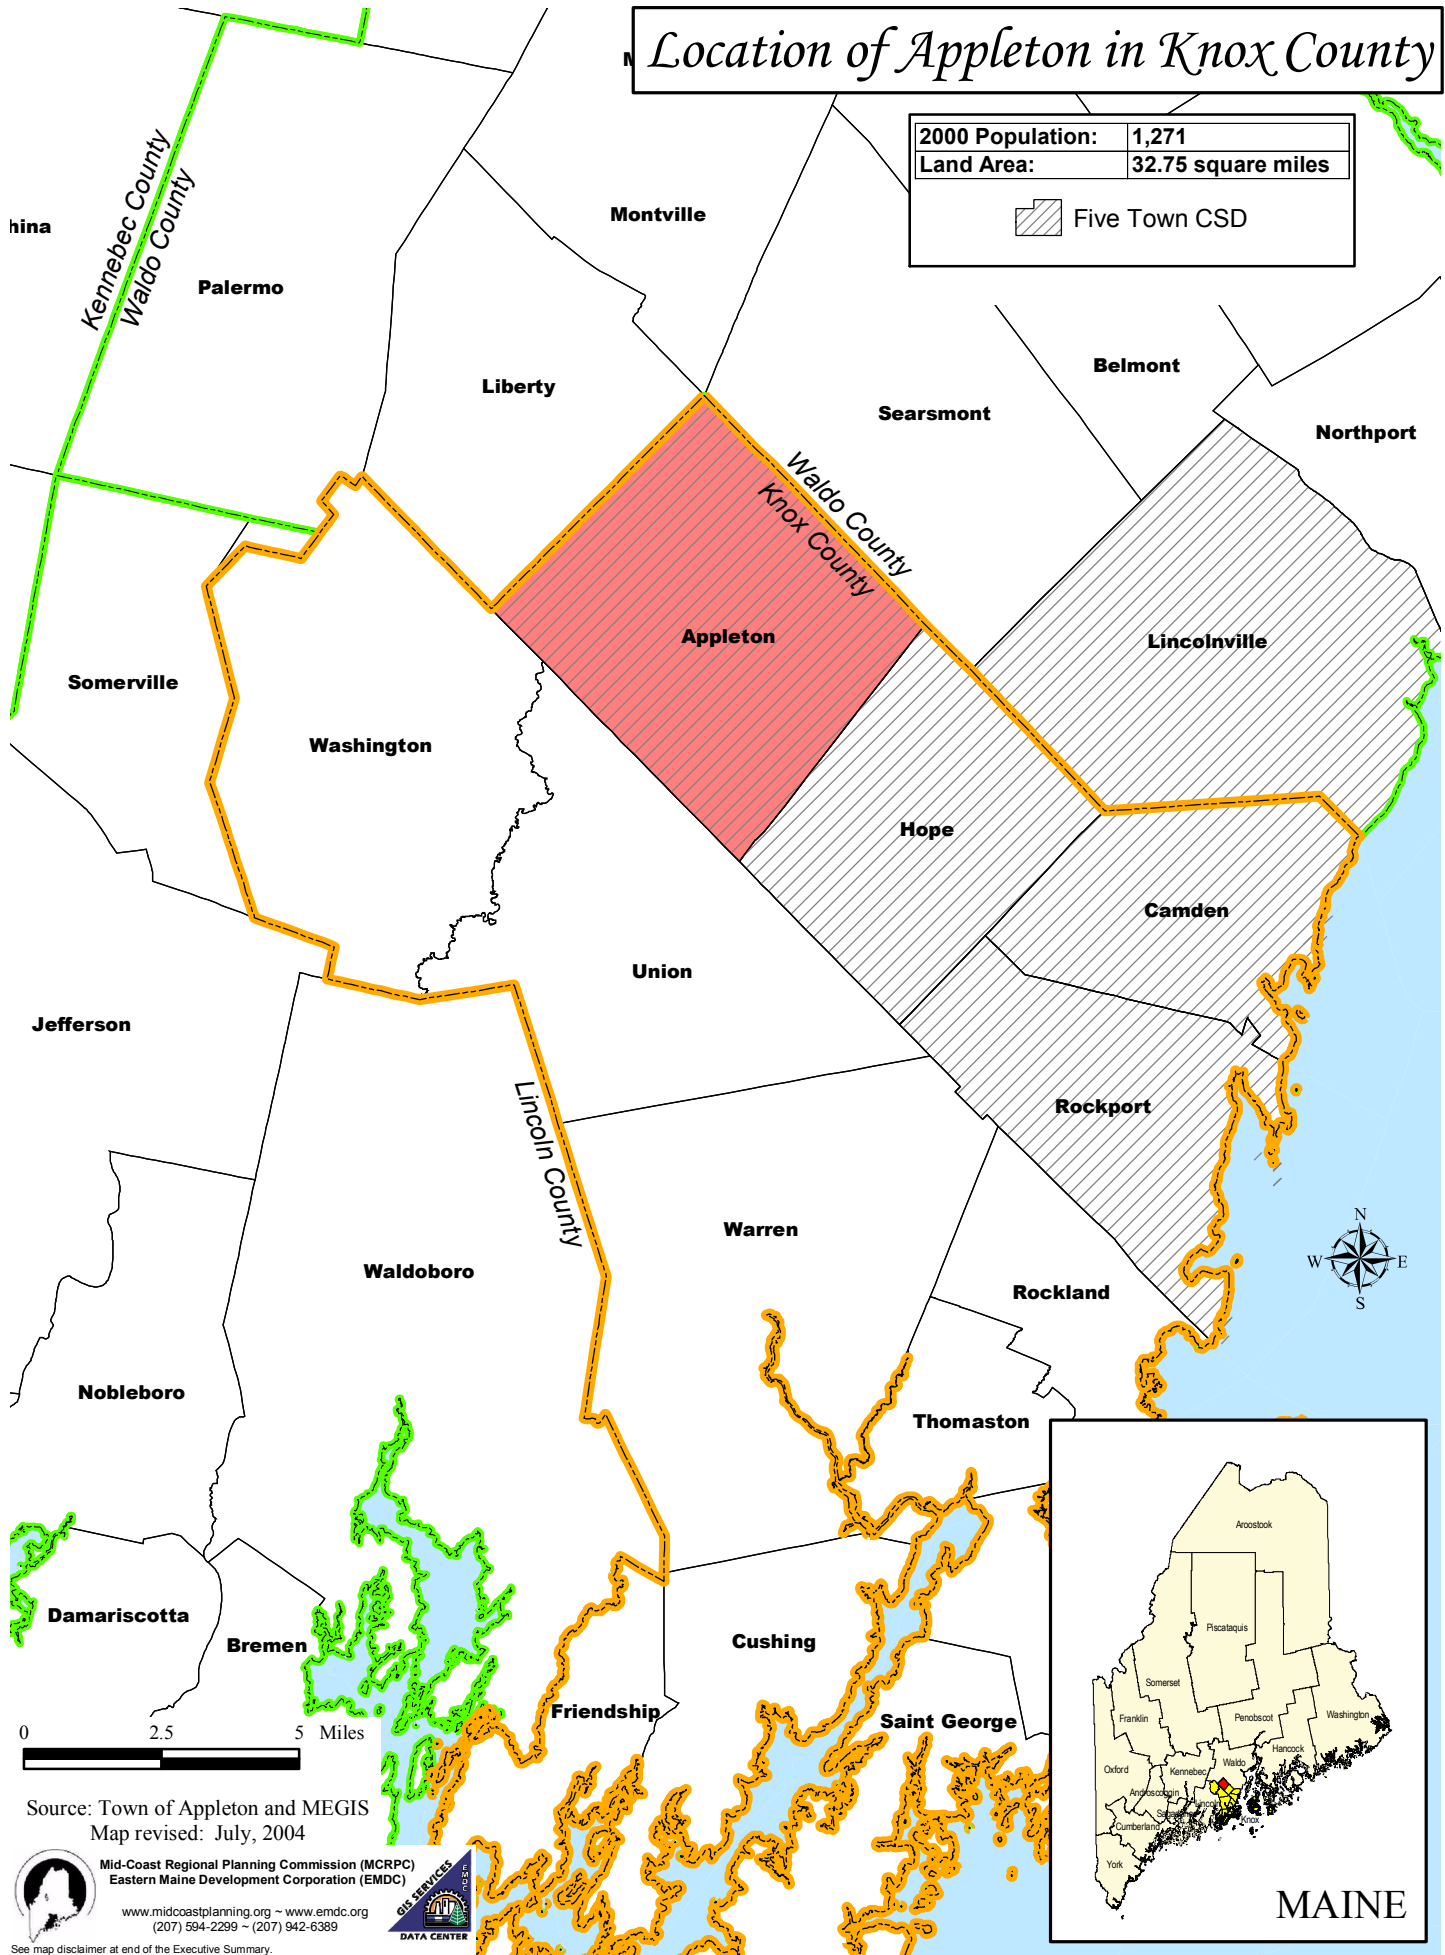 Location of Appleton in Knox County
2000 Population: 1,271
Land Area: 32.75 square miles
Five Town CSD
Kennebec County
Waldo County
hina
Palermo
Montville
Liberty
Belmont
Searsmont
Northport
Waldo County
Knox County
Appleton
Lincolnville
Somerville
Washington
Hope
Camden
Union
Jefferson
Lincoln County
Rockport
Warren
Waldoboro
Rockland
N
W E
S
Nobleboro
Thomaston
Damariscotta
Bremen
Cushing
Friendship
Saint George
Aroostook
Piscataquis
Somerset
Franklin
Penobscot
Washington
Hancock
Waldo
Oxford
Kennebec
Androscoggin
Lincoln
Knox
Cumberland
York
MAINE
0 2.5 5 Miles
Source: Town of Appleton and MEGIS
Map revised: July, 2004
Mid-Coast Regional Planning Commission (MCRPC)
Eastern Maine Development Corporation (EMDC)
www.midcoastplanning.org ~ www.emdc.org
(207) 594-2299 ~ (207) 942-6389
GIS SERVICES
EMDC
DATA CENTER
See map disclaimer at end of the Executive Summary.